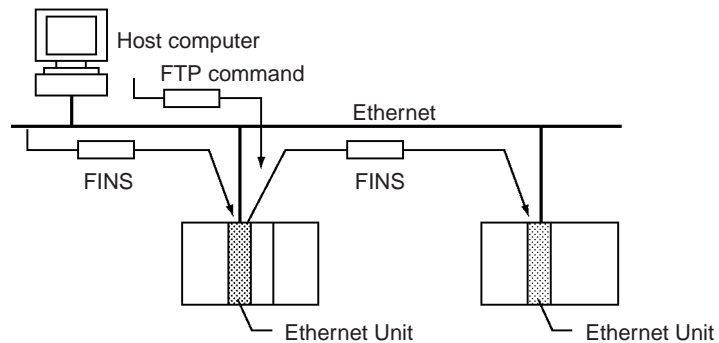 Host computer
FTP command
Ethernet
FINS
FINS
Ethernet Unit
Ethernet Unit